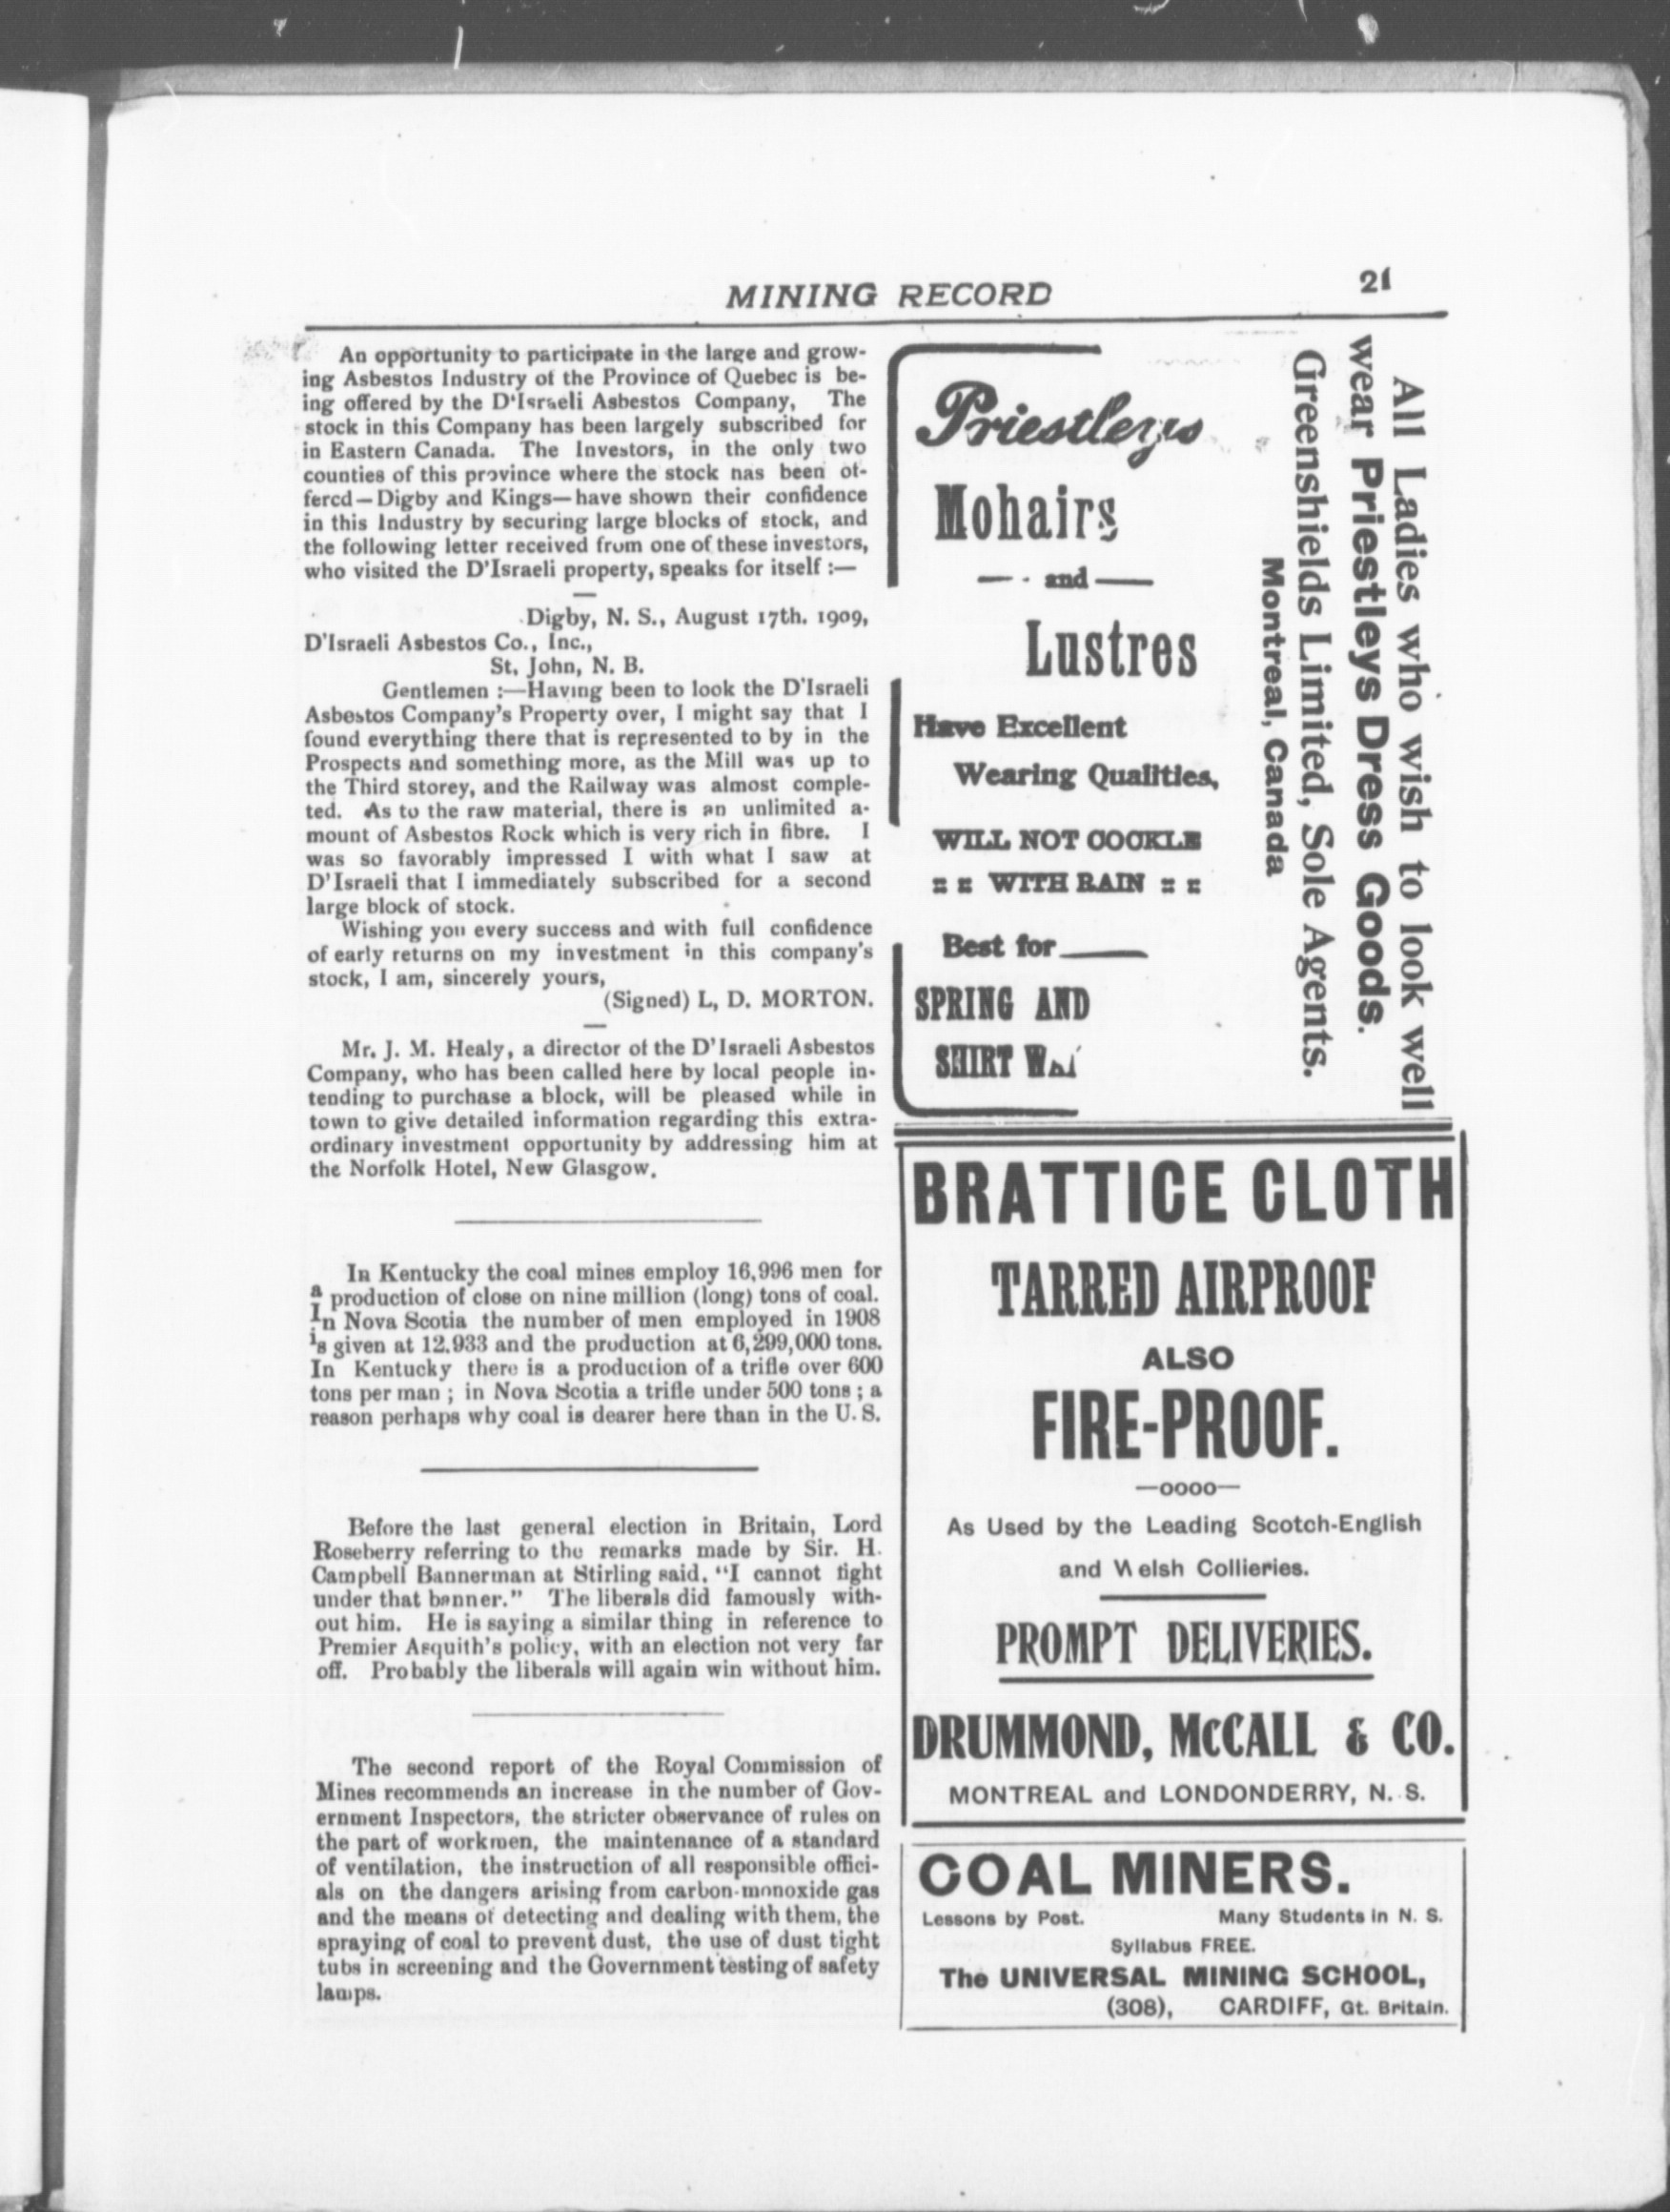 MINING RECORD
21
An opportunity to participate in the large and grow-
ing Asbestos Industry of the Province of Quebec is be-
ing offered by the D'Israeli Asbestos Company, The
stock in this Company has been largely subscribed for
in Eastern Canada. The Investors, in the only two
counties of this province where the stock nas been ot-
fercd—Digby and Kings—have shown their confidence
in this Industry by securing large blocks of stock, and
the following letter received from one of these investors,
who visited the D'Israeli property, speaks for itself :—
Digby, N. S., August 17th. 1909,
D'Israeli Asbestos Co., Inc.,
St. John, N. B.
Gentlemen :—Having been to look the D'Israeli
Asbestos Company's Property over, I might say that I
found everything there that is represented to by in the
Prospects and something more, as the Mill was up to
the Third storey, and the Railway was almost comple-
ted. As to the raw material, there is an unlimited a-
mount of Asbestos Rock which is very rich in fibre. I
was so favorably impressed I with what I saw at
D'Israeli that I immediately subscribed for a second
large block of stock.
Wishing you every success and with full confidence
of early returns on my investment in this company's
stock, I am, sincerely yours,
(Signed) L, D. MORTON.
Mr. J. M. Healy, a director of the D'Israeli Asbestos
Company, who has been called here by local people in-
tending to purchase a block, will be pleased while in
town to give detailed information regarding this extra-
ordinary investment opportunity by addressing him at
the Norfolk Hotel, New Glasgow.
In Kentucky the coal mines employ 16,996 men for
a production of close on nine million (long) tons of coal.
In Nova Scotia the number of men employed in 1908
is given at 12.933 and the production at 6,299,000 tons.
In Kentucky there is a production of a trifle over 600
tons per man ; in Nova Scotia a trifle under 500 tons ; a
reason perhaps why coal is dearer here than in the U. S.
Before the last general election in Britain, Lord
Roseberry referring to the remarks made by Sir. H.
Campbell Bannerman at Stirling said. "I cannot fight
under that banner." The liberals did famously with-
out him. He is saying a similar thing in reference to
Premier Asquith's policy, with an election not very far
off. Probably the liberals will again win without him.
The second report of the Royal Commission of
Mines recommends an increase in the number of Gov-
ernment Inspectors, the stricter observance of rules on
the part of workmen, the maintenance of a standard
of ventilation, the instruction of all responsible offici-
als on the dangers arising from carbon-monoxide gas
and the means of detecting and dealing with them, the
spraying of coal to prevent dust, the use of dust tight
tubs in screening and the Government testing of safety
lamps.
Priestleys
Mohairs
— - and —
Lustres
Have Excellent
Wearing Qualities,
WILL NOT COCKLE
:: :: WITH RAIN :: ::
Best for
SPRING AND
SHIRT
All Ladies who wish to look well
wear Priestleys Dress Goods.
Greenshields Limited, Sole Agents.
Montreal, Canada
BRATTICE CLOTH
TARRED AIRPROOF
ALSO
FIRE-PROOF.
—oooo—
As Used by the Leading Scotch-English
and Welsh Collieries.
PROMPT DELIVERIES.
DRUMMOND, McCALL & CO.
MONTREAL and LONDONDERRY, N. S.
COAL MINERS.
Lessons by Post. Many Students in N. S.
Syllabus FREE.
The UNIVERSAL MINING SCHOOL,
(308), CARDIFF, Gt. Britain.